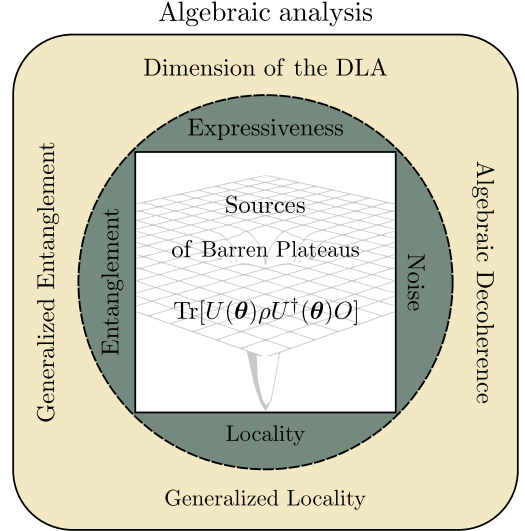 Algebraic analysis
Dimension of the DLA
Expressiveness
Generalized Entanglement
Entanglement
Sources
of Barren Plateaus
Tr[U(𝜽)ρU†(𝜽)O]
Noise
Algebraic Decoherence
Locality
Generalized Locality